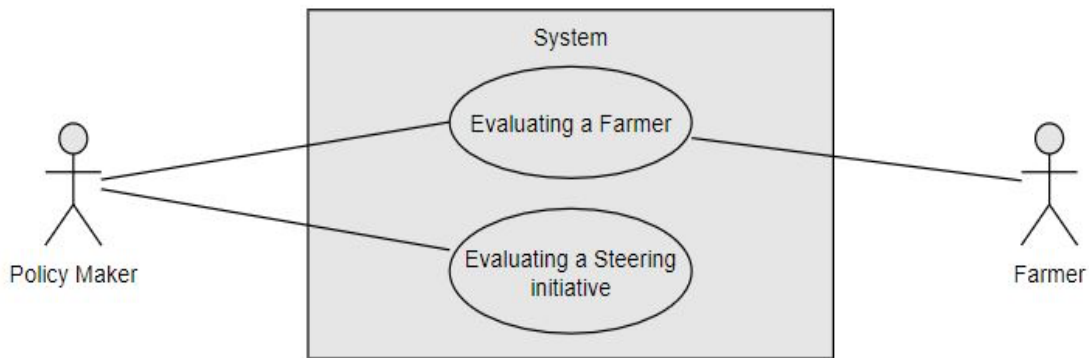 System
Evaluating a Farmer
Evaluating a Steering
initiative
Policy Maker
Farmer